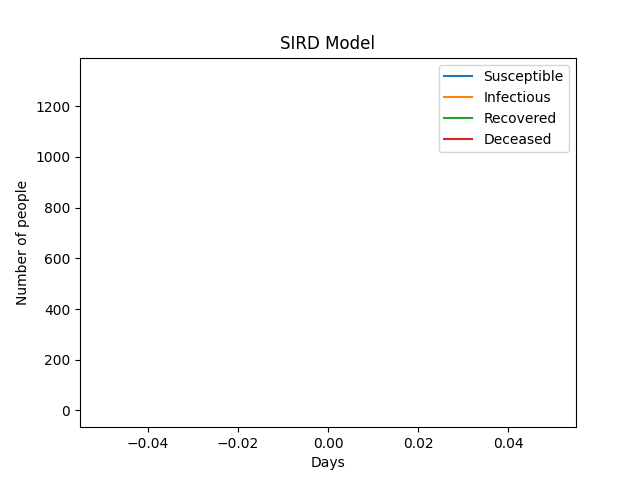 SIRD Model
Susceptible
Infectious
Recovered
Deceased
1200
1000
800
600
400
200
0
Number of people
−0.04 −0.02 0.00 0.02 0.04
Days